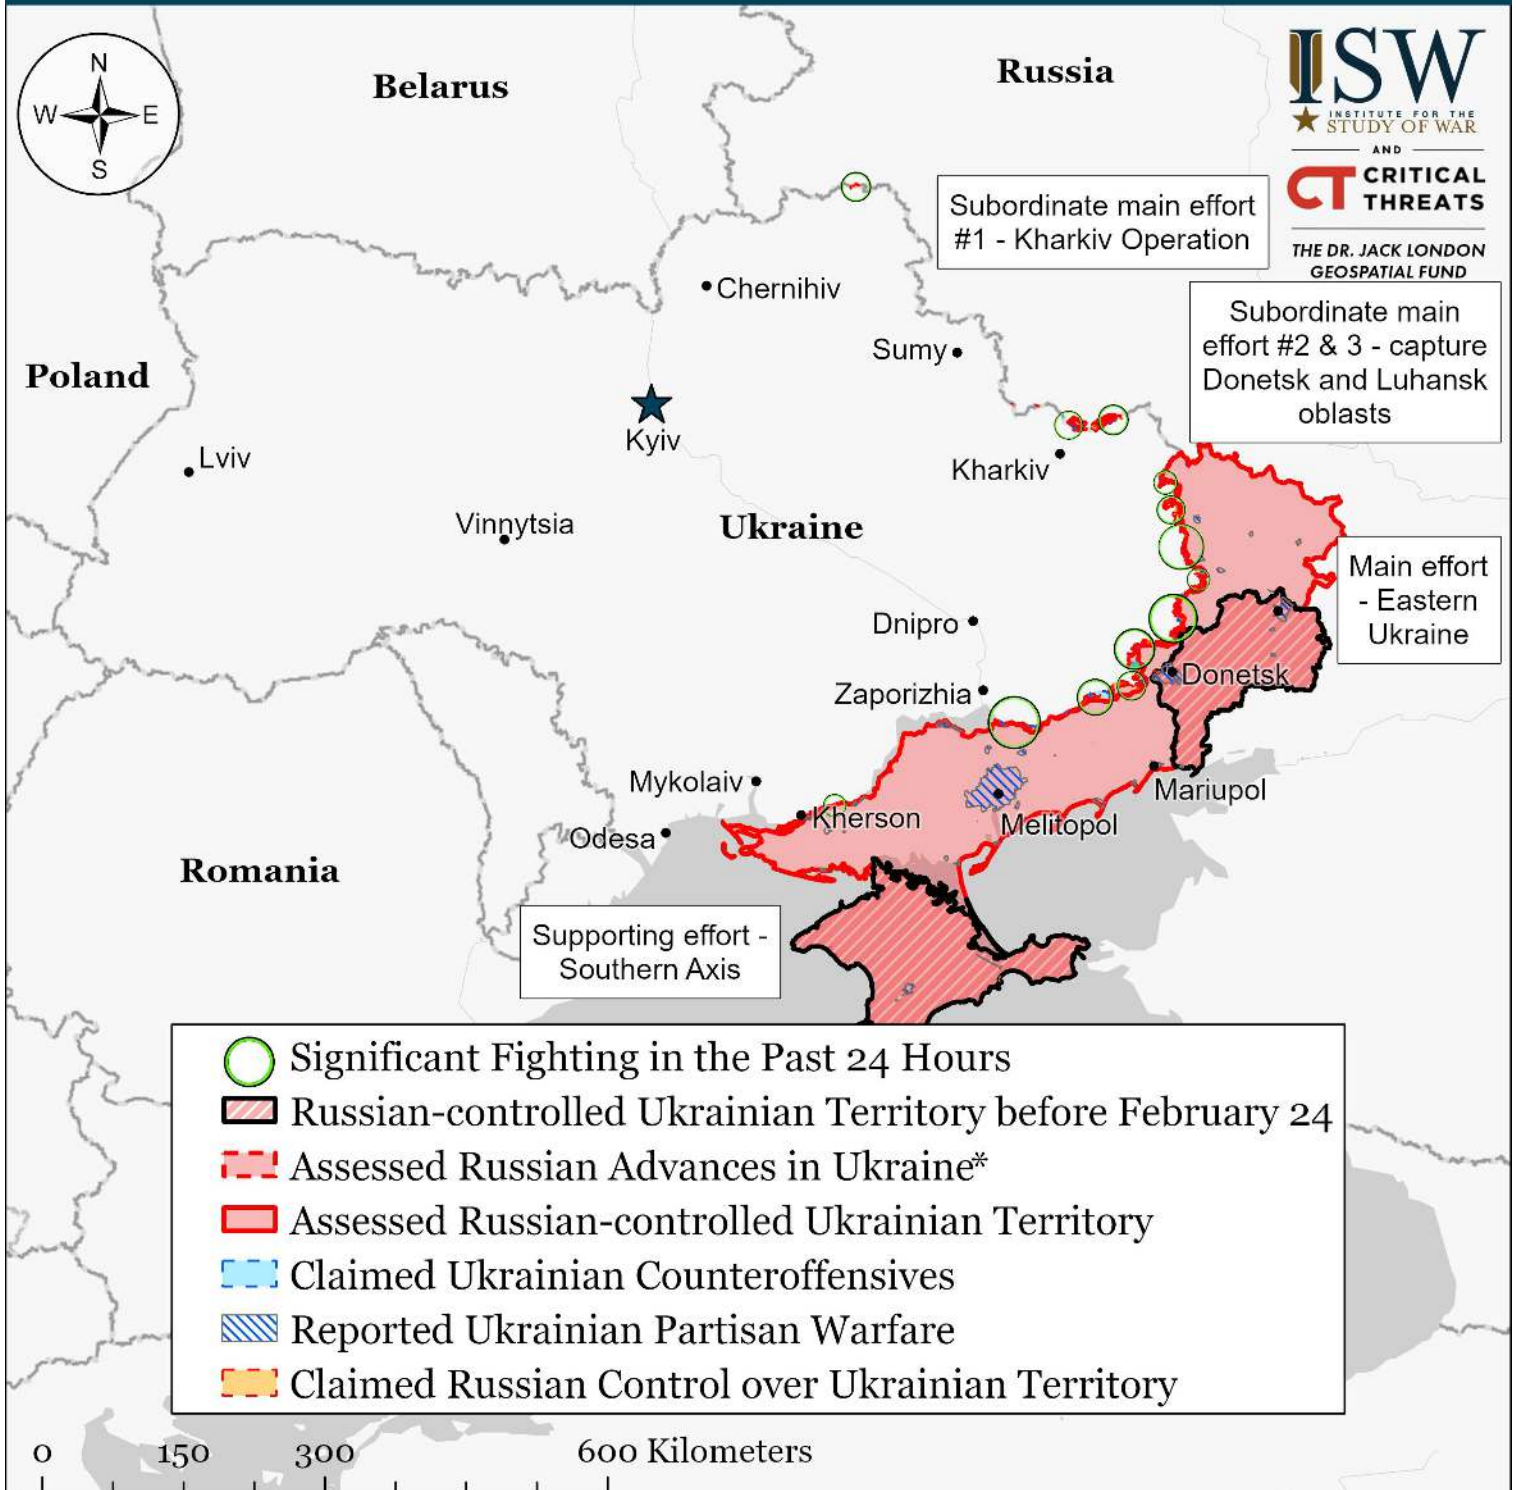 N
W
E
S
Belarus
Russia
ISW
INSTITUTE FOR THE
STUDY OF WAR
AND
CT CRITICAL
THREATS
THE DR. JACK LONDON
GEOSPATIAL FUND
Subordinate main effort
#1 - Kharkiv Operation
Chernihiv
Subordinate main
effort #2 & 3 - capture
Donetsk and Luhansk
oblasts
Sumy
Poland
Kyiv
Lviv
Kharkiv
Vinnytsia
Ukraine
Main effort
- Eastern
Ukraine
Dnipro
Donetsk
Zaporizhia
Mykolaiv
Mariupol
Kherson
Melitopol
Odesa
Romania
Supporting effort -
Southern Axis
Significant Fighting in the Past 24 Hours
Russian-controlled Ukrainian Territory before February 24
Assessed Russian Advances in Ukraine*
Assessed Russian-controlled Ukrainian Territory
Claimed Ukrainian Counteroffensives
Reported Ukrainian Partisan Warfare
Claimed Russian Control over Ukrainian Territory
0 150 300 600 Kilometers